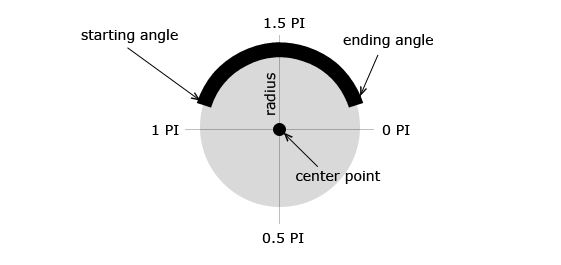 1.5 PI
starting angle
ending angle
radius
1 PI
0 PI
center point
0.5 PI